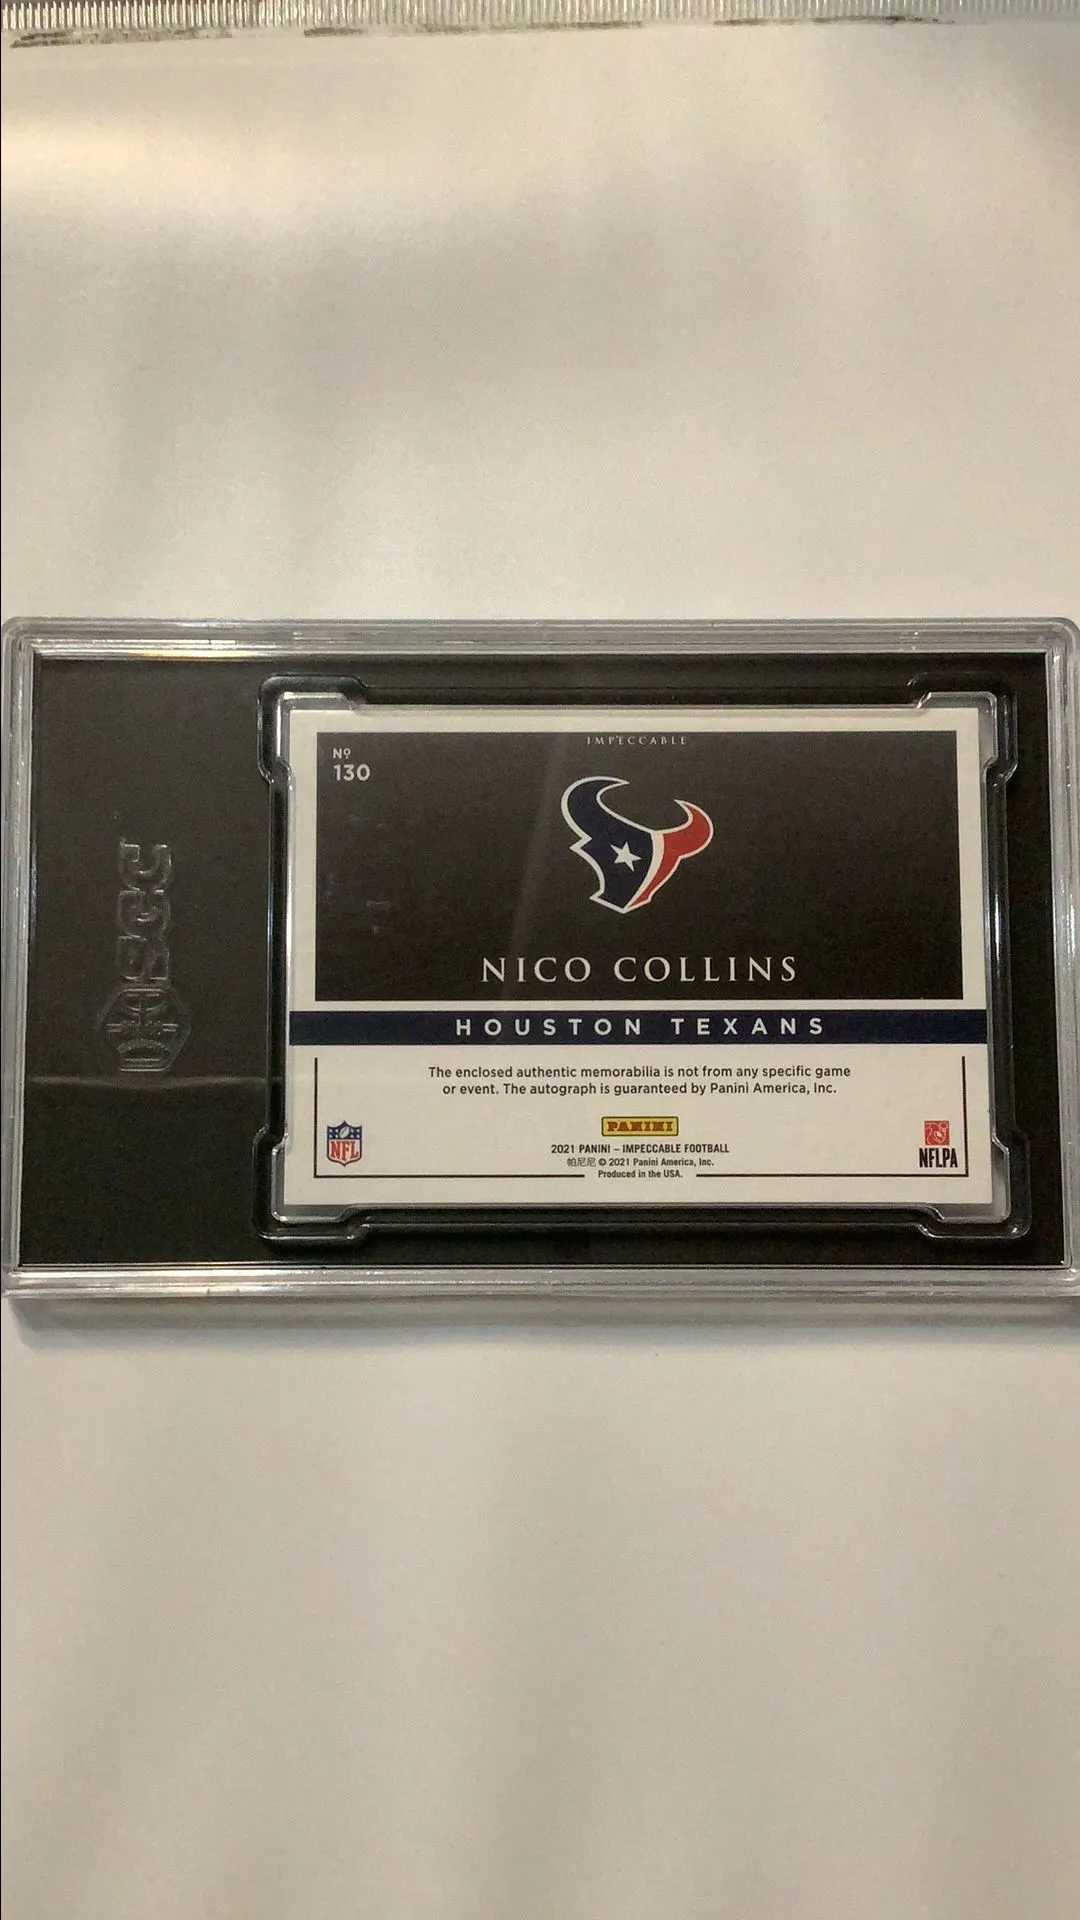 IMPECCABLE
Nº
130
NICO COLLINS
HOUSTON TEXANS
The enclosed authentic memorabilia is not from any specific game
or event. The autograph is guaranteed by Panini America, Inc.
PANINI
2021 PANINI – IMPECCABLE FOOTBALL
帕尼尼 © 2021 Panini America, Inc.
Produced in the USA.
NFL
NFLPA
SGC